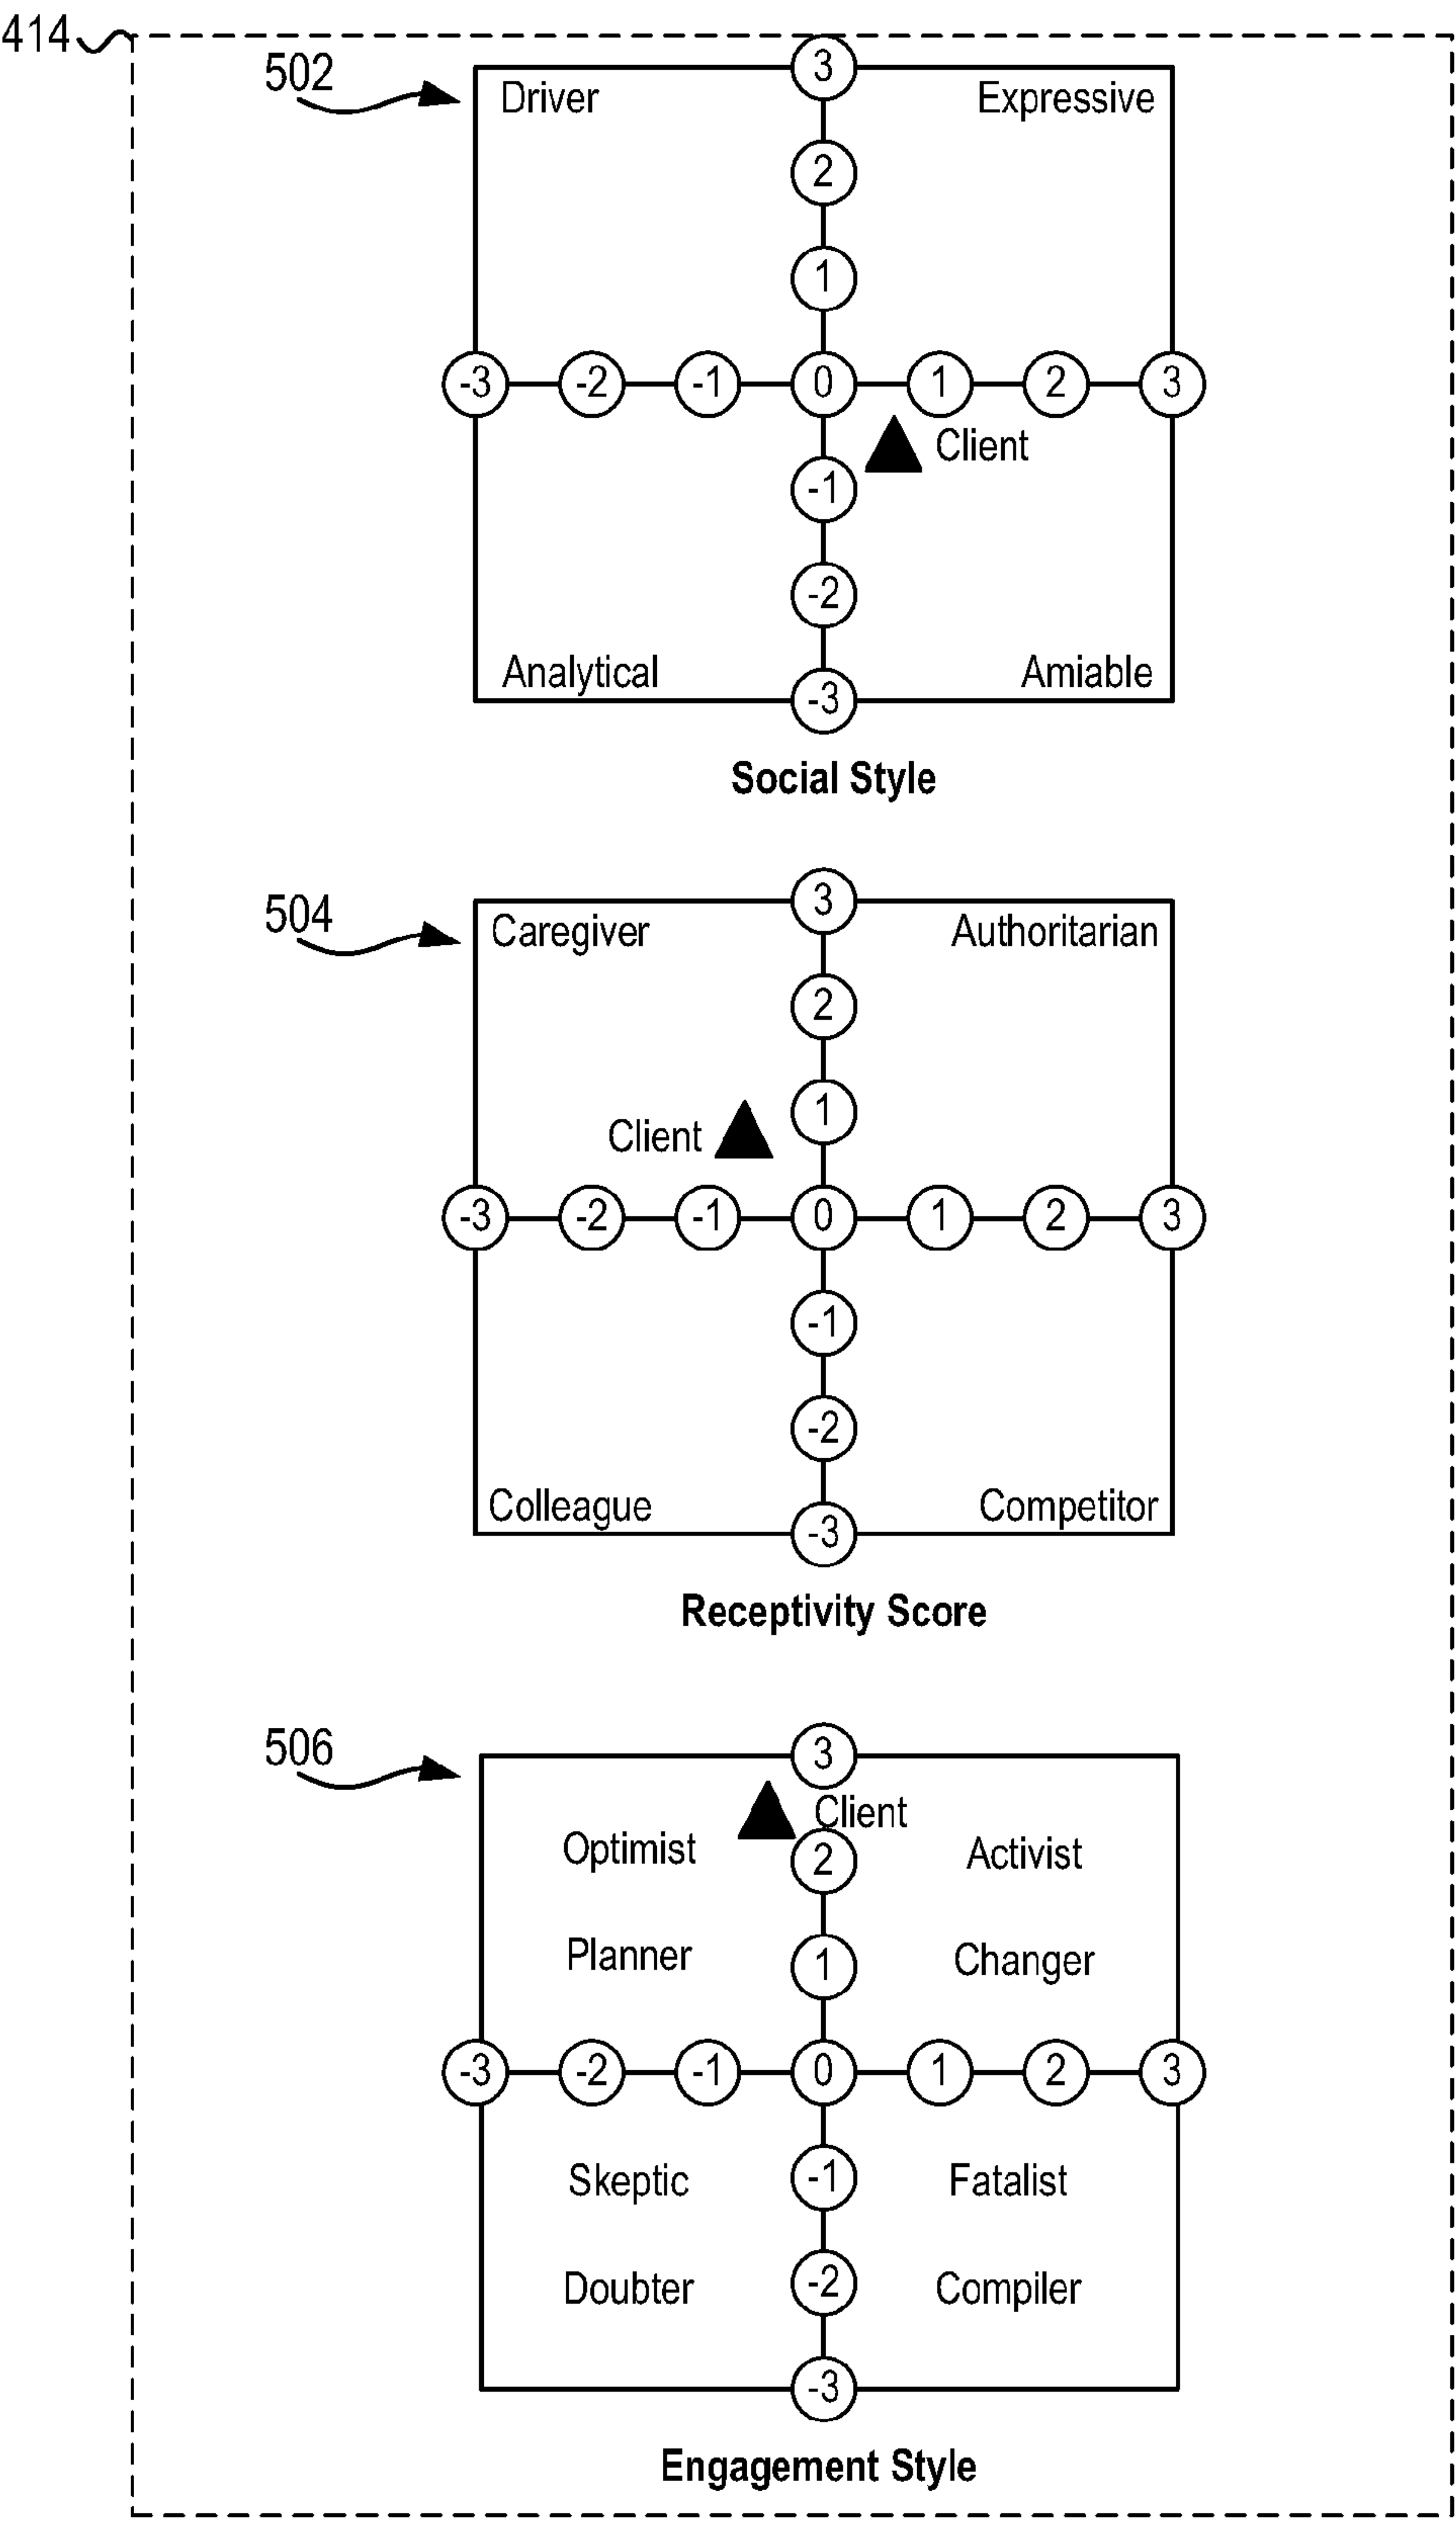 414
502
3
Driver
Expressive
2
1
-3 -2 -1 0 1 2 3
Client
-1
-2
Analytical
Amiable
-3
Social Style
504
3
Caregiver
Authoritarian
2
1
Client
-3 -2 -1 0 1 2 3
-1
-2
Colleague
Competitor
-3
Receptivity Score
506
3
Client
Optimist
2
Activist
Planner
1
Changer
-3 -2 -1 0 1 2 3
Skeptic
-1
Fatalist
Doubter
-2
Compiler
-3
Engagement Style